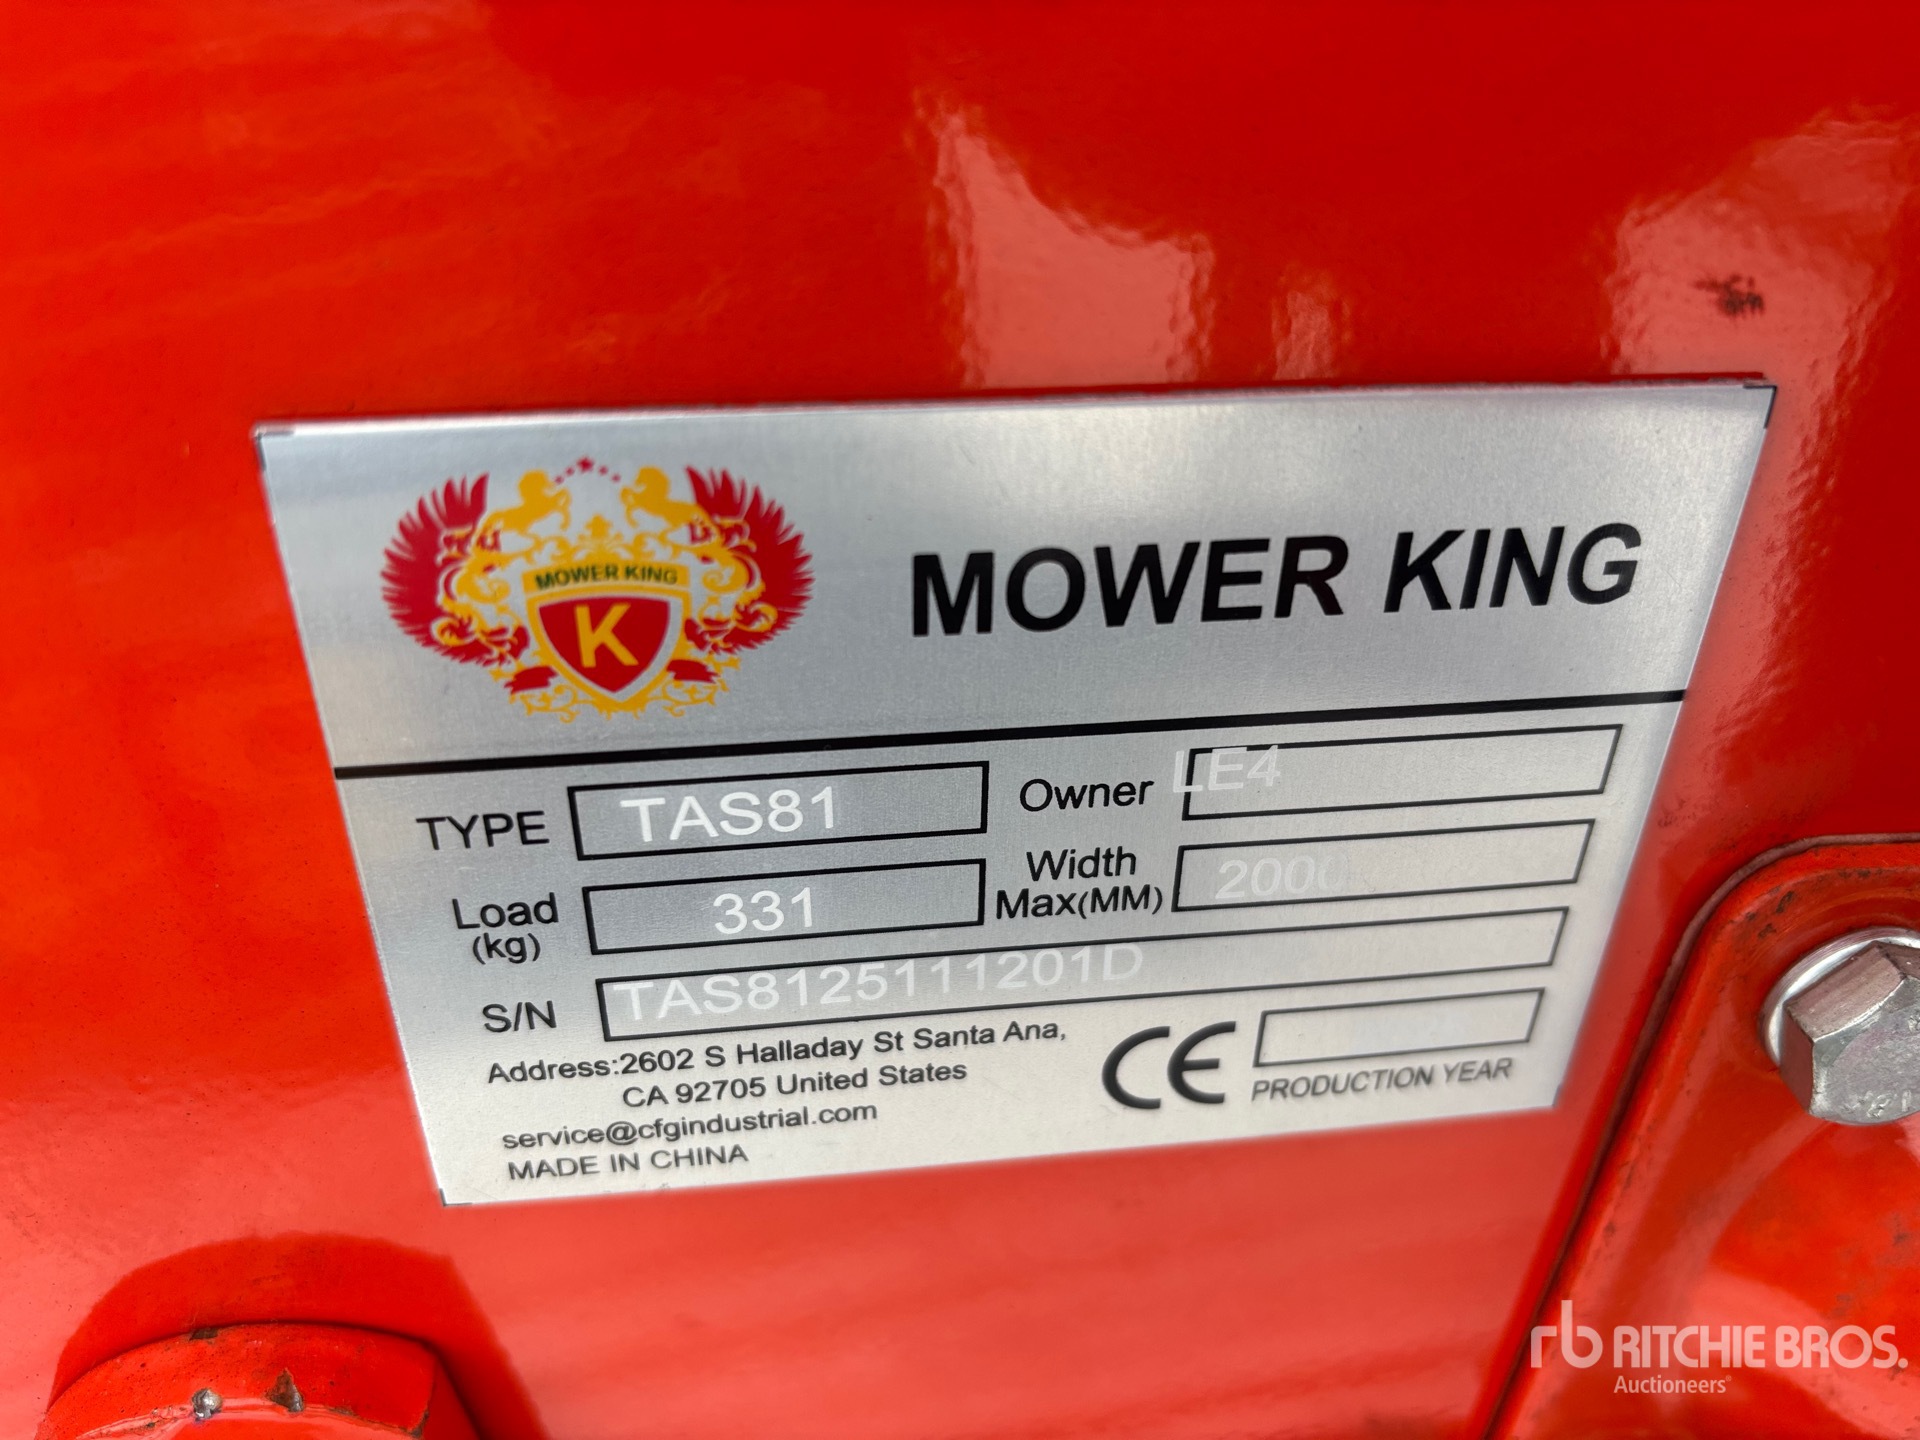 MOWER KING
K
MOWER KING
TYPE TAS81 Owner LE4
Load (kg) 331 Width Max(MM) 2000
S/N TAS8125111201D
Address:2602 S Halladay St Santa Ana,
CA 92705 United States
service@cfgindustrial.com
MADE IN CHINA
CE
PRODUCTION YEAR
rb RITCHIE BROS.
Auctioneers